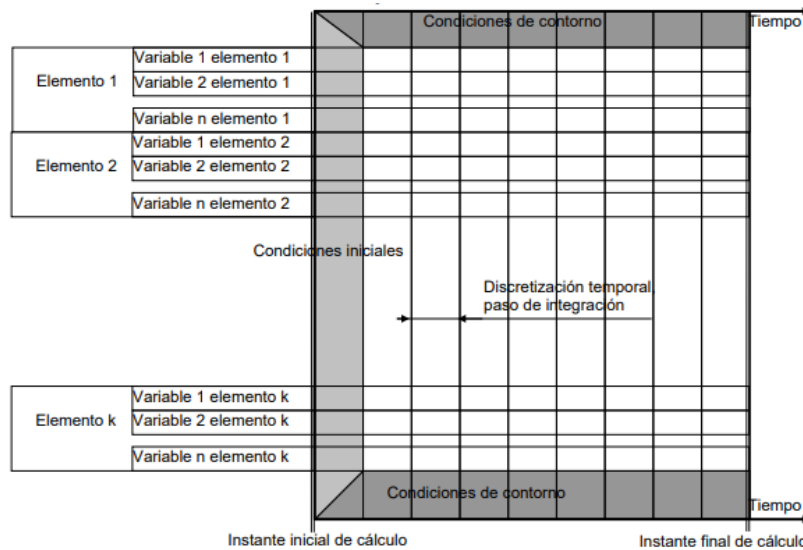 Condiciones de contorno
Tiempo
Variable 1 elemento 1
Elemento 1
Variable 2 elemento 1
Variable n elemento 1
Variable 1 elemento 2
Elemento 2
Variable 2 elemento 2
Variable n elemento 2
Condiciones iniciales
Discretización temporal,
paso de integración
Variable 1 elemento k
Elemento k
Variable 2 elemento k
Variable n elemento k
Condiciones de contorno
Tiempo
Instante inicial de cálculo
Instante final de cálculo